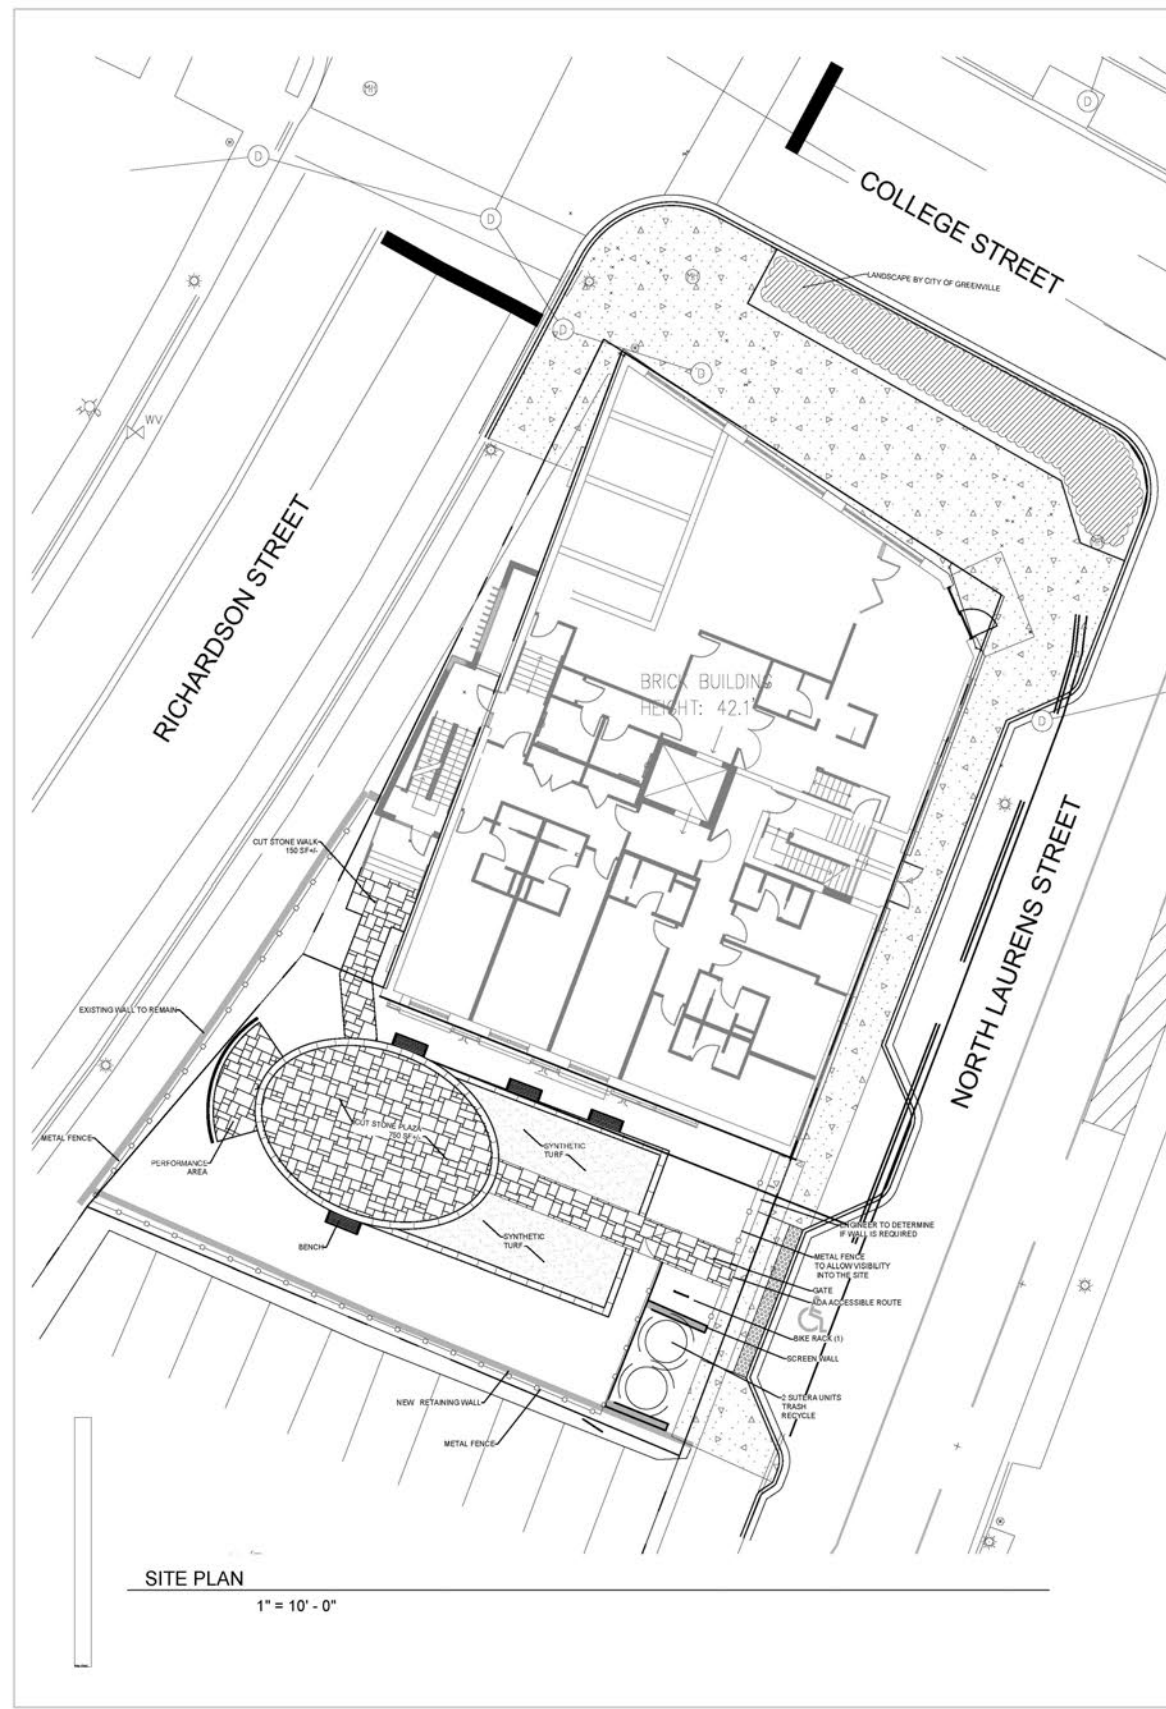 COLLEGE STREET
LANDSCAPE BY CITY OF GREENVILLE
MH
D
D
D
MH
D
D
WV
RICHARDSON STREET
BRICK BUILDING
HEIGHT: 42.1'
D
NORTH LAURENS STREET
CUT STONE WALK
150 SF+/-
EXISTING WALL TO REMAIN
METAL FENCE
PERFORMANCE
AREA
CUT STONE PLAZA
760 SF+/-
SYNTHETIC
TURF
SYNTHETIC
TURF
BENCH
ENGINEER TO DETERMINE
IF WALL IS REQUIRED
METAL FENCE
TO ALLOW VISIBILITY
INTO THE SITE
GATE
ADA ACCESSIBLE ROUTE
BIKE RACK (1)
SCREEN WALL
2 SUTERA UNITS
TRASH
RECYCLE
NEW RETAINING WALL
METAL FENCE
SITE PLAN
1" = 10' - 0"